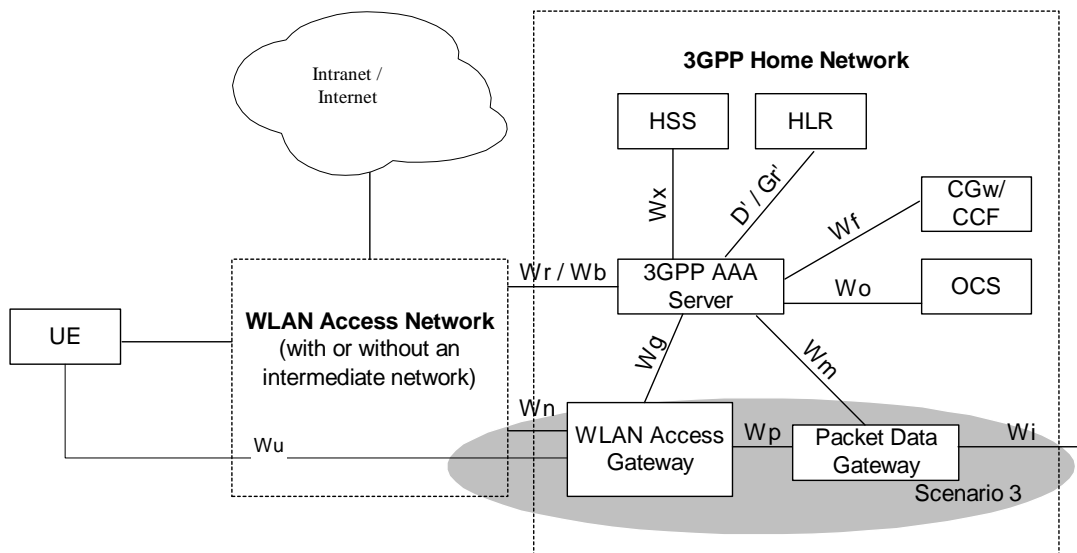 Intranet /
Internet
3GPP Home Network
HSS
HLR
Wx
D' / Gr'
CGw/
CCF
Wf
Wr / Wb
3GPP AAA
Server
Wo
OCS
UE
WLAN Access Network
(with or without an
intermediate network)
Wg
Wm
Wn
Wu
WLAN Access
Gateway
Wp
Packet Data
Gateway
Wi
Scenario 3